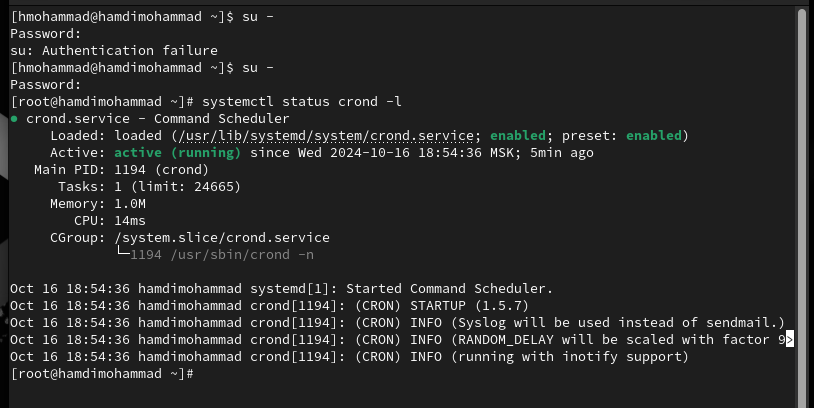 [hmohammad@hamdimohammad ~]$ su -
Password:
su: Authentication failure
[hmohammad@hamdimohammad ~]$ su -
Password:
[root@hamdimohammad ~]# systemctl status crond -l
● crond.service - Command Scheduler
     Loaded: loaded (/usr/lib/systemd/system/crond.service; enabled; preset: enabled)
     Active: active (running) since Wed 2024-10-16 18:54:36 MSK; 5min ago
   Main PID: 1194 (crond)
      Tasks: 1 (limit: 24665)
     Memory: 1.0M
        CPU: 14ms
     CGroup: /system.slice/crond.service
             └─1194 /usr/sbin/crond -n

Oct 16 18:54:36 hamdimohammad systemd[1]: Started Command Scheduler.
Oct 16 18:54:36 hamdimohammad crond[1194]: (CRON) STARTUP (1.5.7)
Oct 16 18:54:36 hamdimohammad crond[1194]: (CRON) INFO (Syslog will be used instead of sendmail.)
Oct 16 18:54:36 hamdimohammad crond[1194]: (CRON) INFO (RANDOM_DELAY will be scaled with factor 9>
Oct 16 18:54:36 hamdimohammad crond[1194]: (CRON) INFO (running with inotify support)
[root@hamdimohammad ~]#